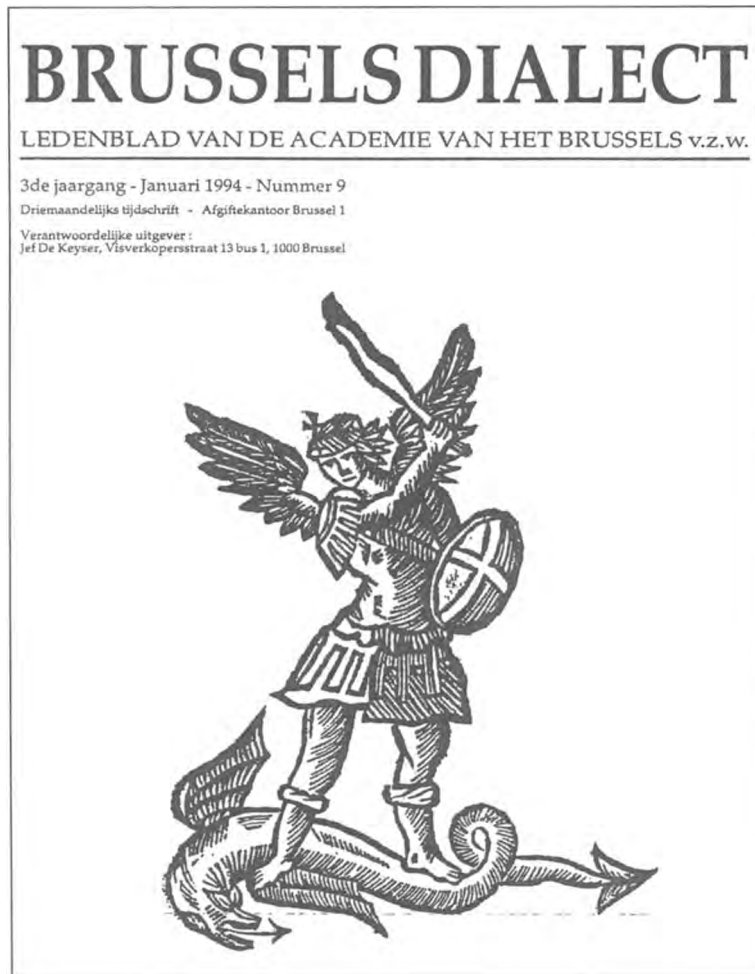 BRUSSELS DIALECT
LEDENBLAD VAN DE ACADEMIE VAN HET BRUSSELS v.z.w.
3de jaargang - Januari 1994 - Nummer 9
Driemaandelijks tijdschrift - Afgiftekantoor Brussel 1
Verantwoordelijke uitgever :
Jef De Keyser, Visverkopersstraat 13 bus 1, 1000 Brussel